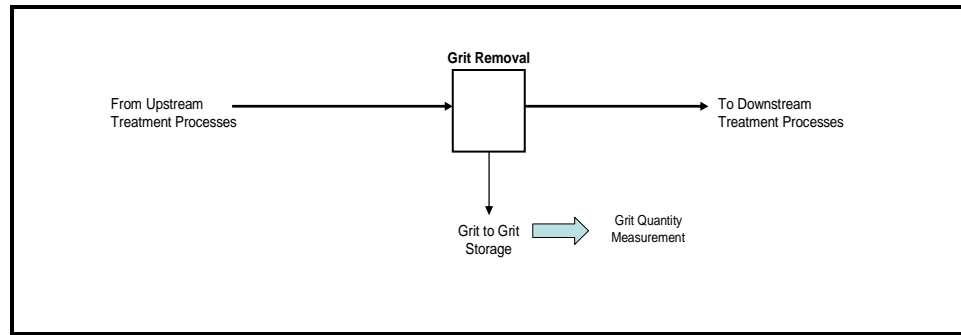 Grit Removal
From Upstream
Treatment Processes
To Downstream
Treatment Processes
Grit to Grit
Storage
Grit Quantity
Measurement